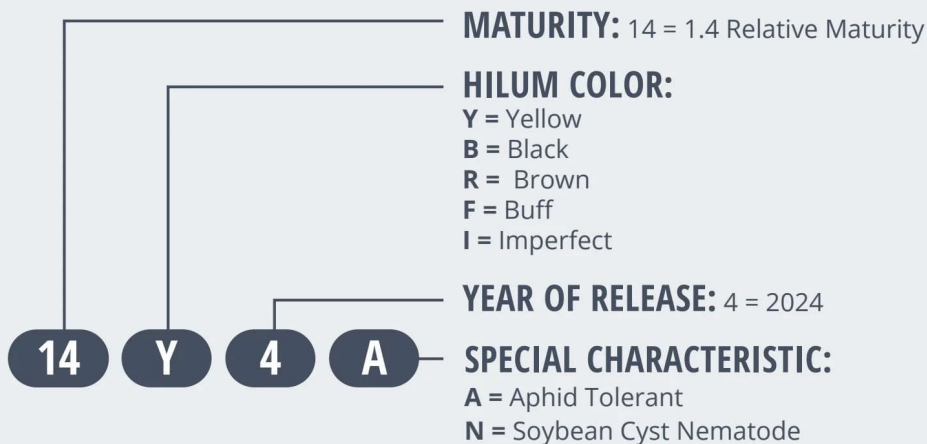 MATURITY: 14 = 1.4 Relative Maturity
HILUM COLOR:
Y = Yellow
B = Black
R = Brown
F = Buff
I = Imperfect
YEAR OF RELEASE: 4 = 2024
14 Y 4 A
SPECIAL CHARACTERISTIC:
A = Aphid Tolerant
N = Soybean Cyst Nematode